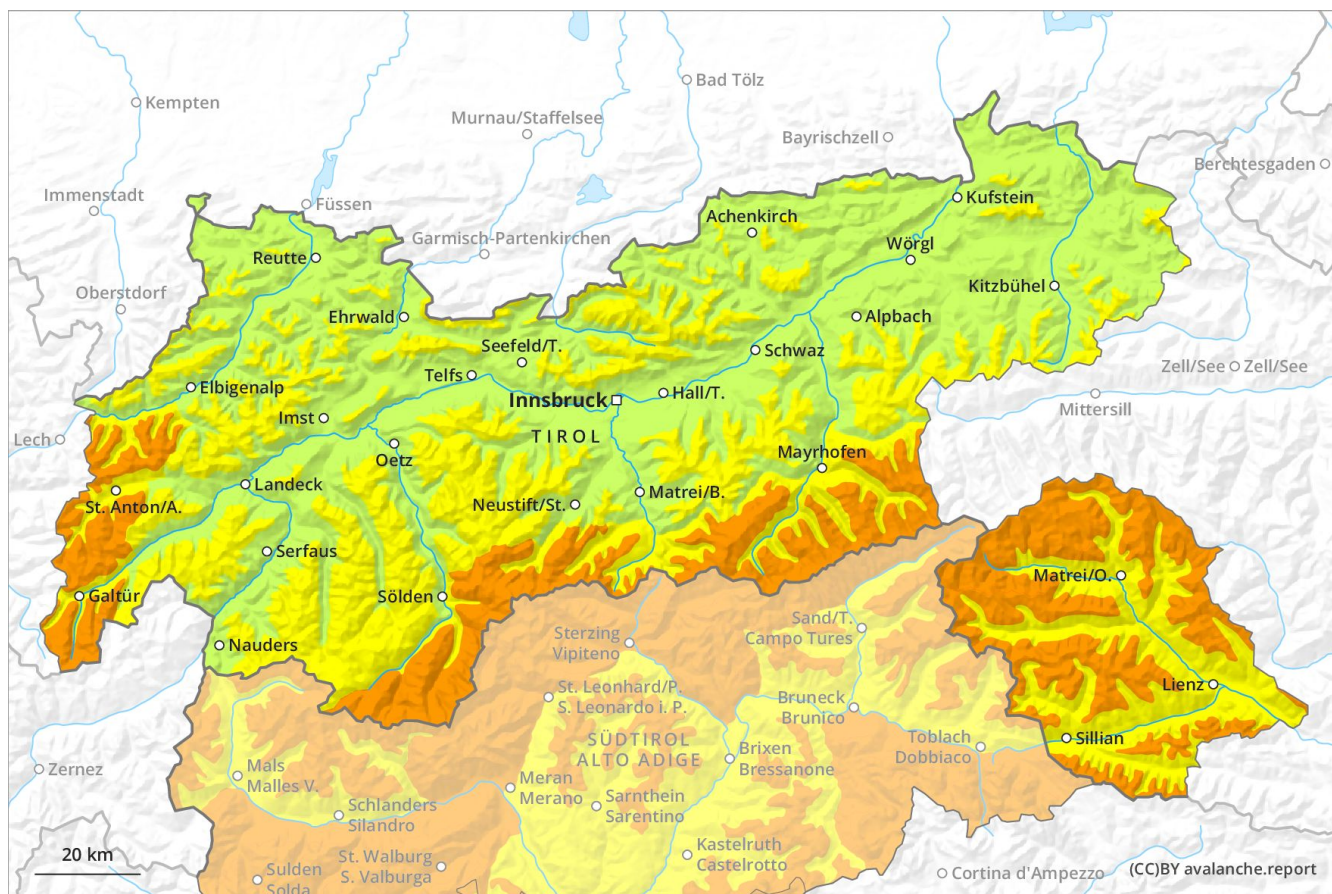 Bad Tölz
Kempten
Murnau/Staffelsee
Bayrischzell
Berchtesgaden
Immenstadt
Füssen
Kufstein
Achenkirch
Garmisch-Partenkirchen
Wörgl
Reutte
Oberstdorf
Kitzbühel
Ehrwald
Alpbach
Seefeld/T.
Schwaz
Zell/See
Zell/See
Telfs
Elbigenalp
Hall/T.
Innsbruck
Mittersill
Imst
Lech
TIROL
Oetz
Mayrhofen
Landeck
Matrei/B.
St. Anton/A.
Neustift/St.
Serfaus
Matrei/O.
Galtür
Sölden
Sand/T.
Campo Tures
Sterzing
Vipiteno
Nauders
Lienz
St. Leonhard/P.
S. Leonardo i. P.
Bruneck
Brunico
Sillian
SÜDTIROL
ALTO ADIGE
Toblach
Dobbiaco
Brixen
Bressanone
Zernez
Mals
Malles V.
Meran
Merano
Sarnthein
Sarentino
Schlanders
Silandro
Kastelruth
Castelrotto
20 km
St. Walburg
S. Valburga
Sulden
Solda
Cortina d'Ampezzo
(CC)BY avalanche.report